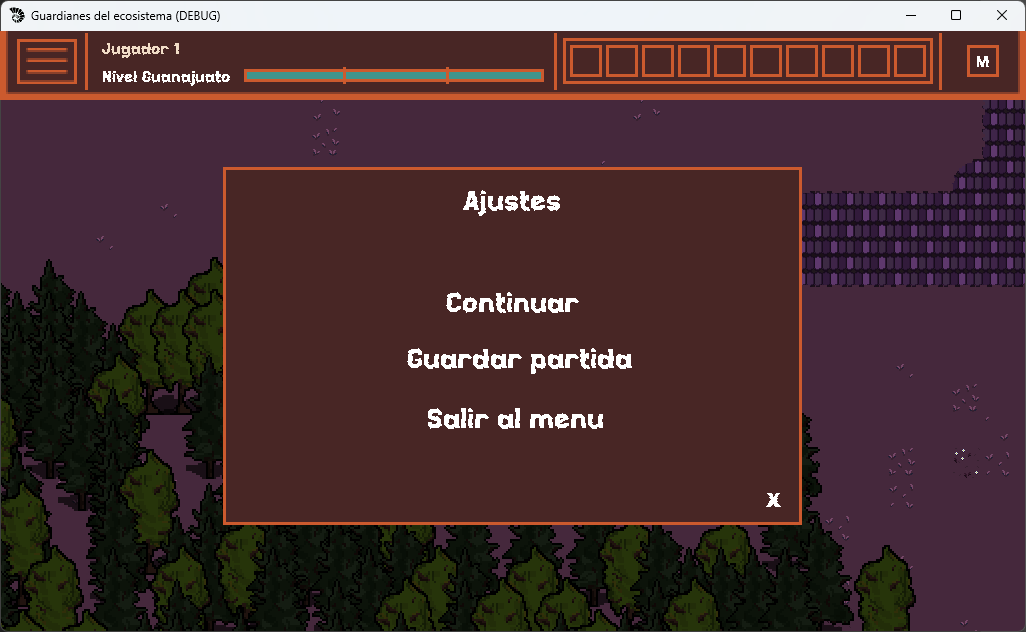 Guardianes del ecosistema (DEBUG)
Jugador 1
Nivel Guanajuato
M
Ajustes
Continuar
Guardar partida
Salir al menu
X